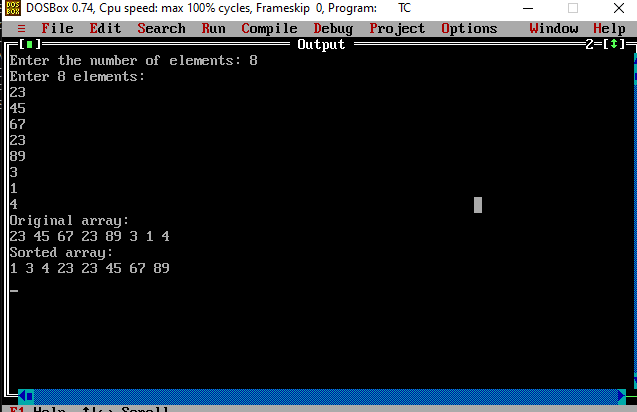 DOSBox 0.74, Cpu speed: max 100% cycles, Frameskip 0, Program: TC
≡ File Edit Search Run Compile Debug Project Options Window Help
[■] Output 2=[↕]
Enter the number of elements: 8
Enter 8 elements:
23
45
67
23
89
3
1
4
Original array:
23 45 67 23 89 3 1 4
Sorted array:
1 3 4 23 23 45 67 89
_
F1 Help Scroll